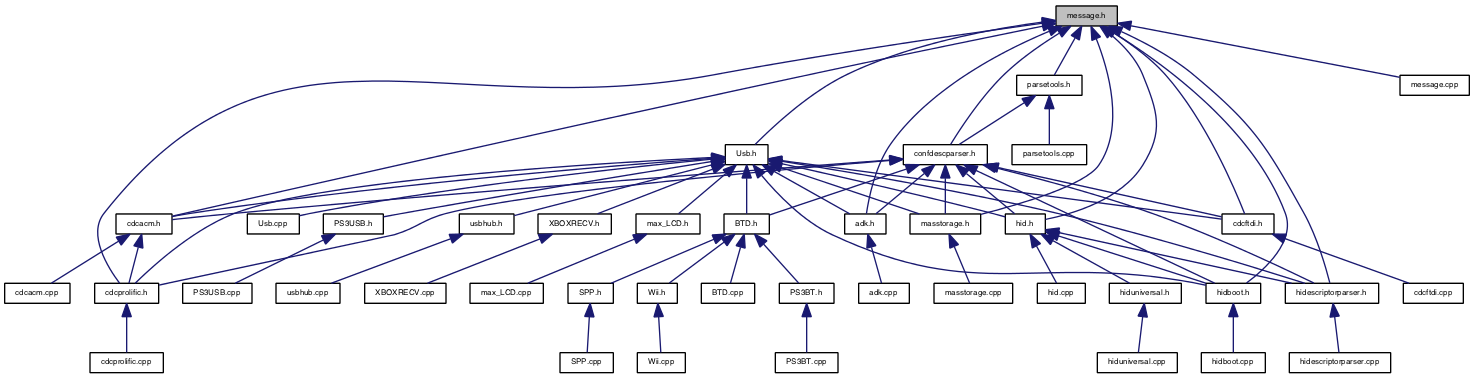 message.h
parsetools.h
message.cpp
Usb.h
confdescparser.h
parsetools.cpp
cdcacm.h
Usb.cpp
PS3USB.h
usbhub.h
XBOXRECV.h
max_LCD.h
BTD.h
adk.h
masstorage.h
hid.h
cdcftdi.h
cdcacm.cpp
cdcprolific.h
PS3USB.cpp
usbhub.cpp
XBOXRECV.cpp
max_LCD.cpp
SPP.h
Wii.h
BTD.cpp
PS3BT.h
adk.cpp
masstorage.cpp
hid.cpp
hiduniversal.h
hidboot.h
hidescriptorparser.h
cdcftdi.cpp
cdcprolific.cpp
SPP.cpp
Wii.cpp
PS3BT.cpp
hiduniversal.cpp
hidboot.cpp
hidescriptorparser.cpp